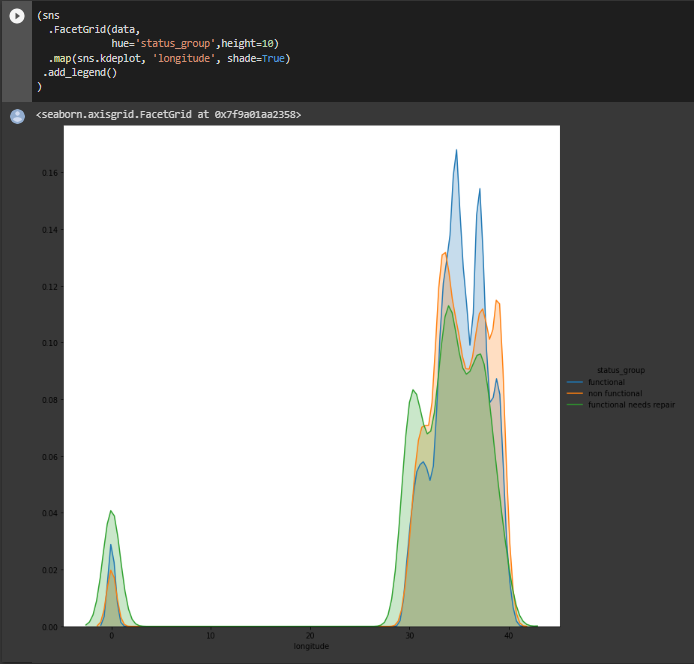 (sns
.FacetGrid(data,
hue='status_group',height=10)
.map(sns.kdeplot, 'longitude', shade=True)
.add_legend()
)
<seaborn.axisgrid.FacetGrid at 0x7f9a01aa2358>
0.16
0.14
0.12
0.10
0.08
0.06
0.04
0.02
0.00
0
10
20
30
40
longitude
status_group
functional
non functional
functional needs repair